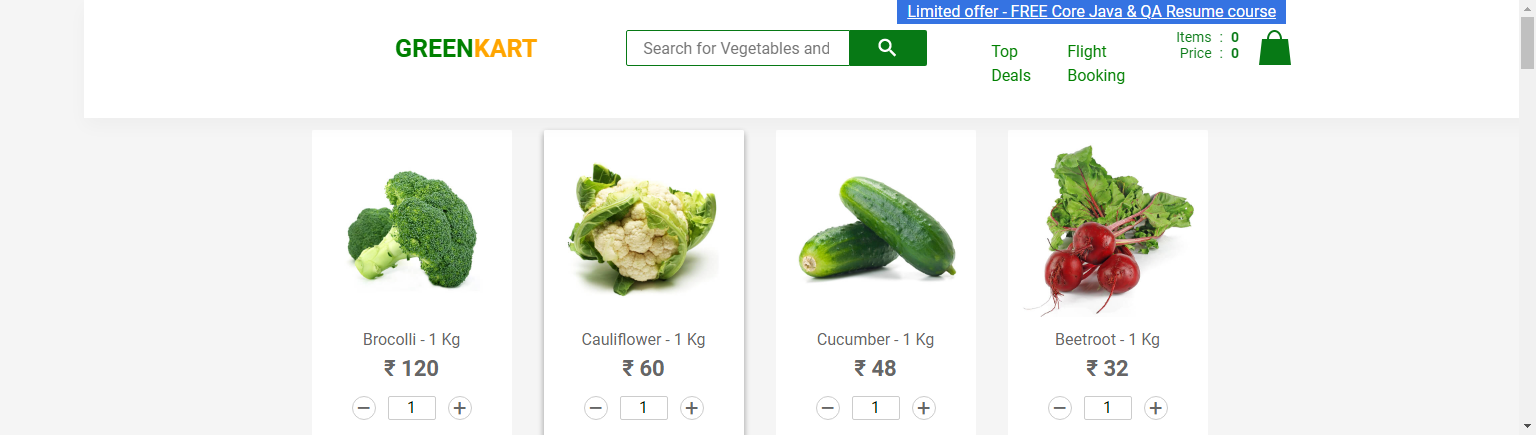 Limited offer - FREE Core Java & QA Resume course
GREENKART
Search for Vegetables and
Top
Deals
Flight
Booking
Items : 0
Price : 0
Brocolli - 1 Kg
₹ 120
1
Cauliflower - 1 Kg
₹ 60
1
Cucumber - 1 Kg
₹ 48
1
Beetroot - 1 Kg
₹ 32
1